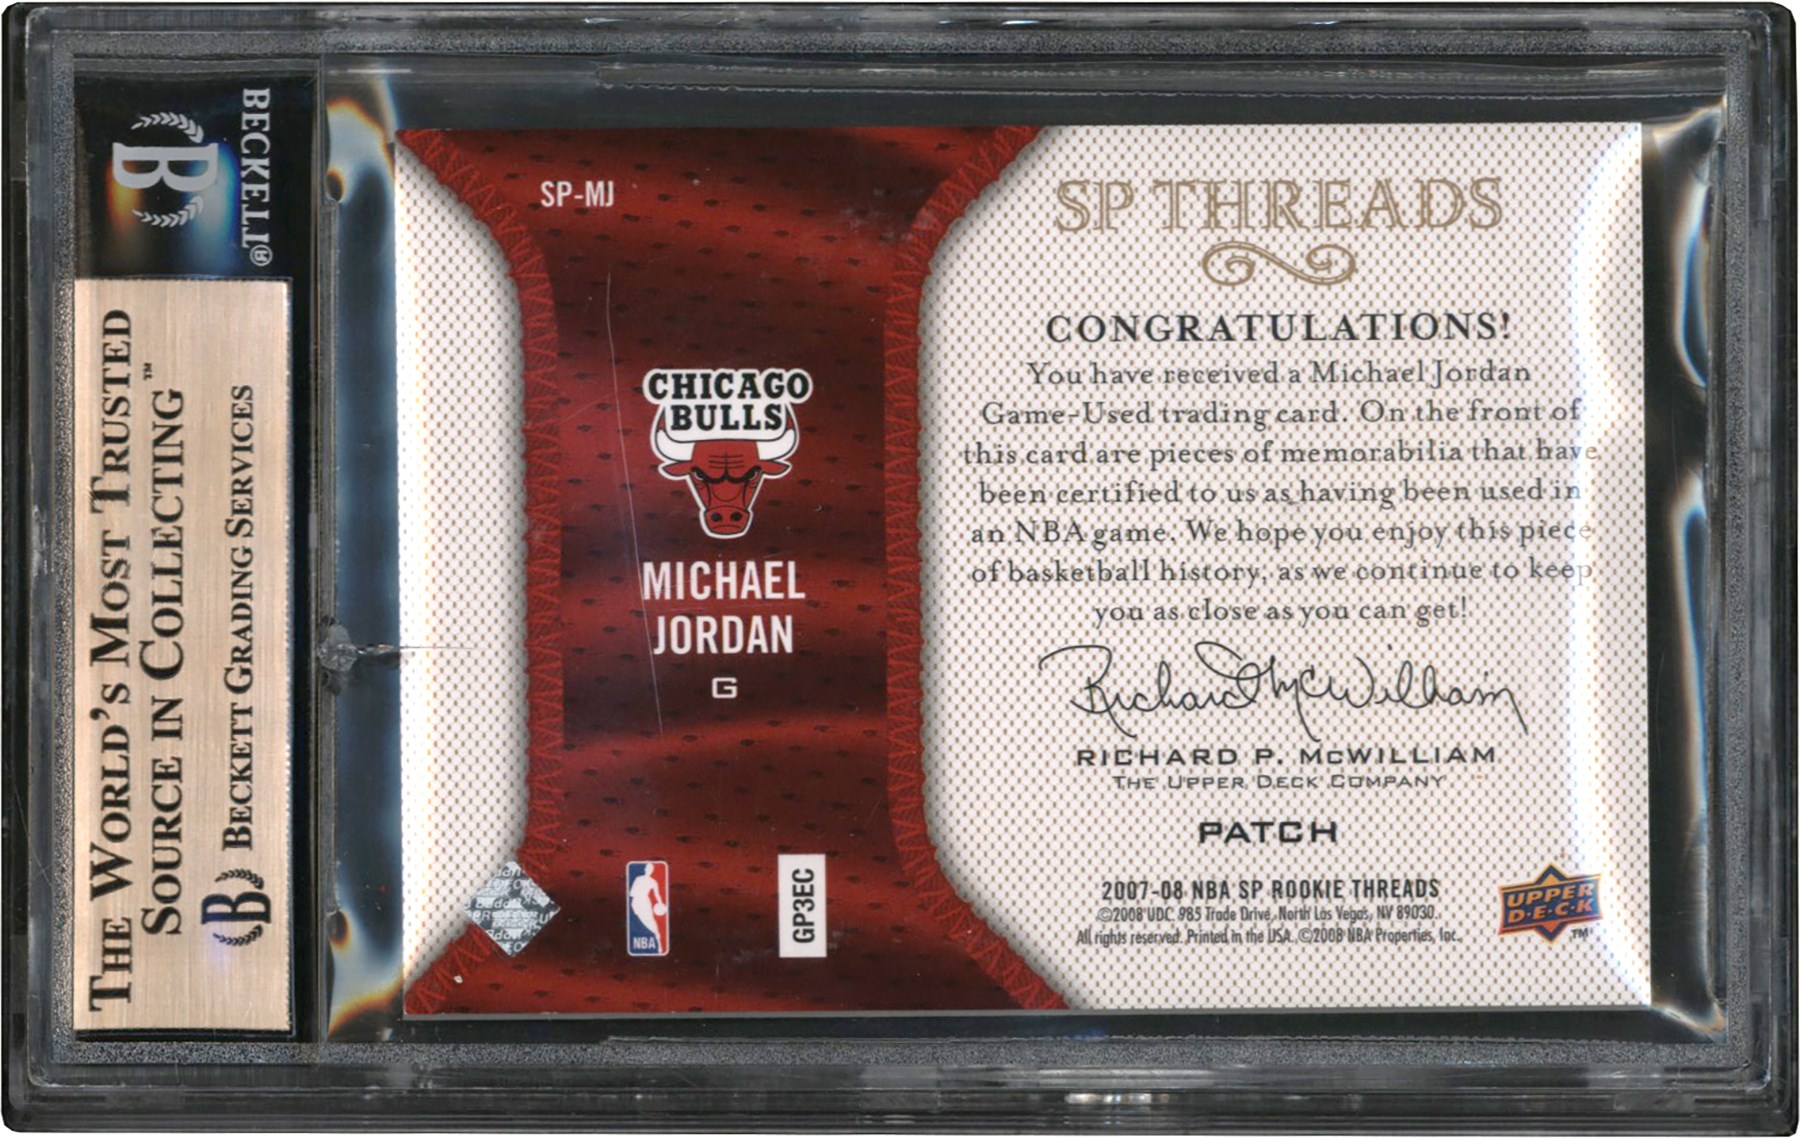 BECKETT®
B
THE WORLD'S MOST TRUSTED
SOURCE IN COLLECTING™
B BECKETT GRADING SERVICES
SP-MJ
CHICAGO
BULLS
MICHAEL
JORDAN
G
NBA
GP3EC
SP THREADS
CONGRATULATIONS!
You have received a Michael Jordan
Game-Used trading card. On the front of
this card are pieces of memorabilia that have
been certified to us as having been used in
an NBA game. We hope you enjoy this piece
of basketball history, as we continue to keep
you as close as you can get!
Richard P. McWilliam
RICHARD P. McWILLIAM
THE UPPER DECK COMPANY
PATCH
2007-08 NBA SP ROOKIE THREADS
©2008 UDC. 985 Trade Drive, North Las Vegas, NV 89030.
All rights reserved. Printed in the USA. ©2008 NBA Properties, Inc.
UPPER
D·E·C·K
TM